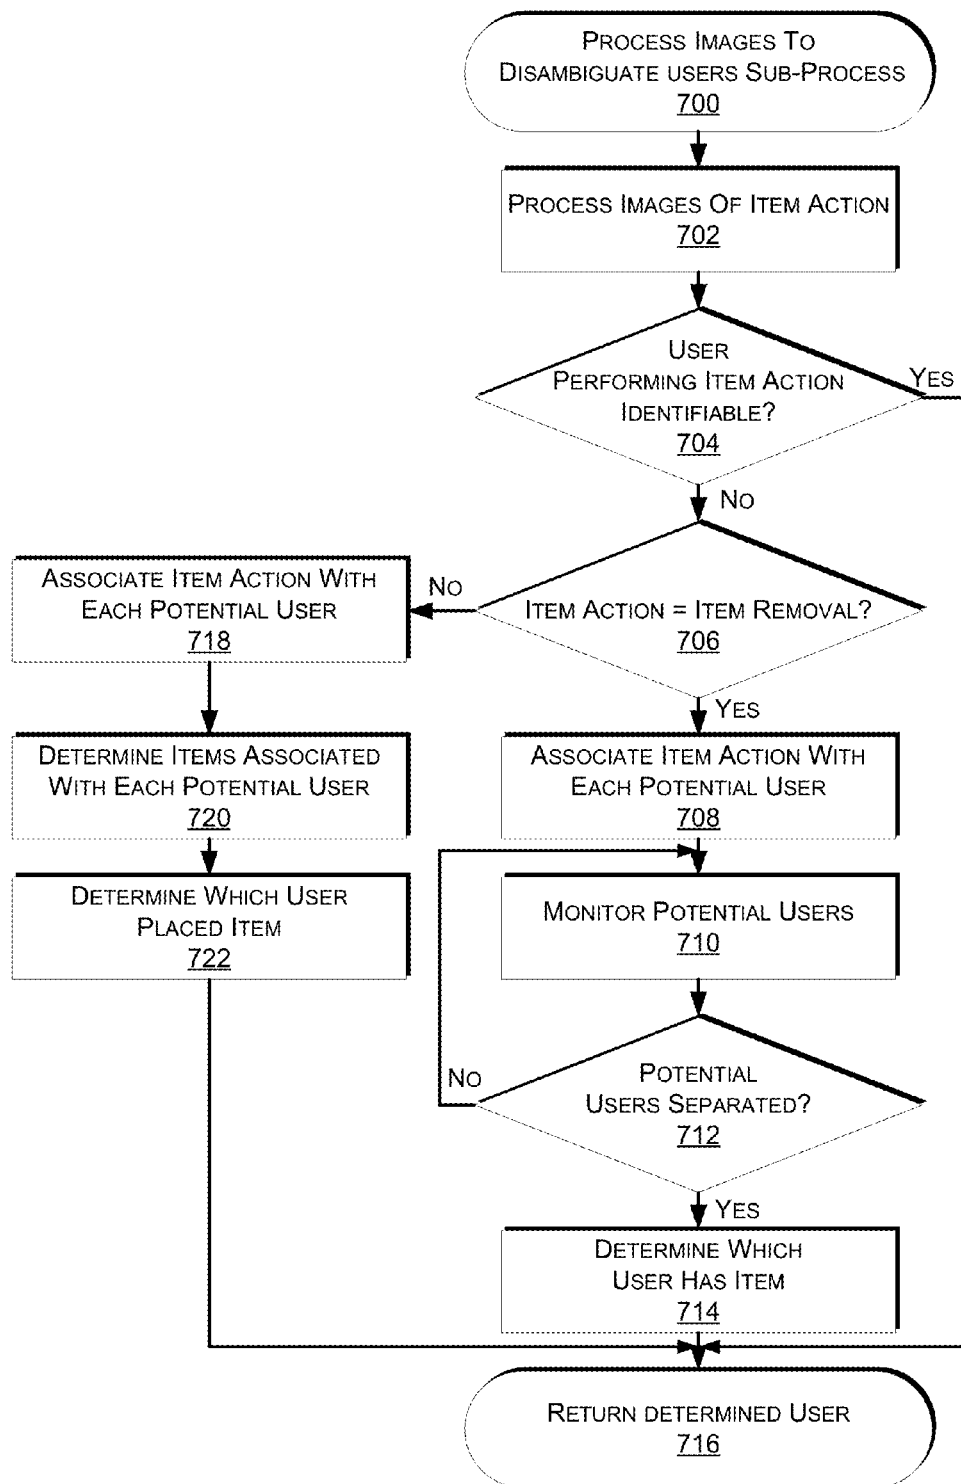 PROCESS IMAGES TO
DISAMBIGUATE USERS SUB-PROCESS
700
PROCESS IMAGES OF ITEM ACTION
702
USER
PERFORMING ITEM ACTION
IDENTIFIABLE?
704
YES
NO
ITEM ACTION = ITEM REMOVAL?
706
NO
YES
ASSOCIATE ITEM ACTION WITH
EACH POTENTIAL USER
718
DETERMINE ITEMS ASSOCIATED
WITH EACH POTENTIAL USER
720
DETERMINE WHICH USER
PLACED ITEM
722
ASSOCIATE ITEM ACTION WITH
EACH POTENTIAL USER
708
MONITOR POTENTIAL USERS
710
POTENTIAL
USERS SEPARATED?
712
NO
YES
DETERMINE WHICH
USER HAS ITEM
714
RETURN DETERMINED USER
716